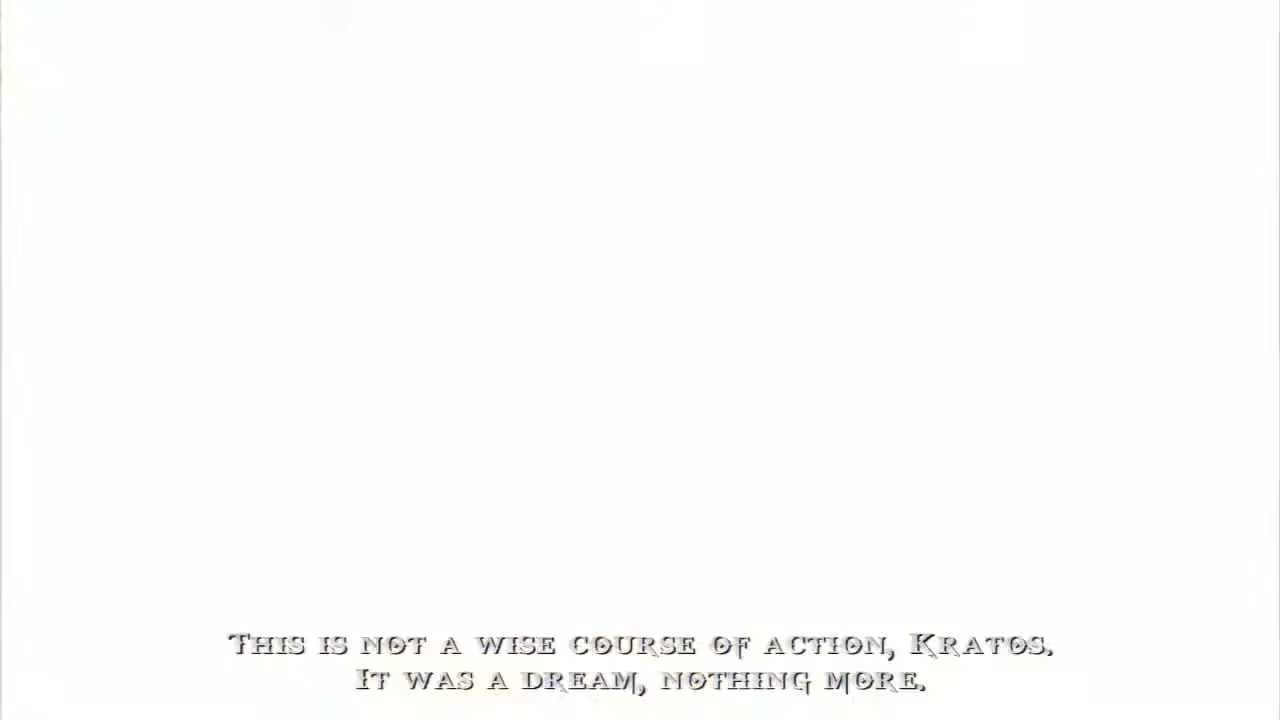 This is not a wise course of action, Kratos.
It was a dream, nothing more.